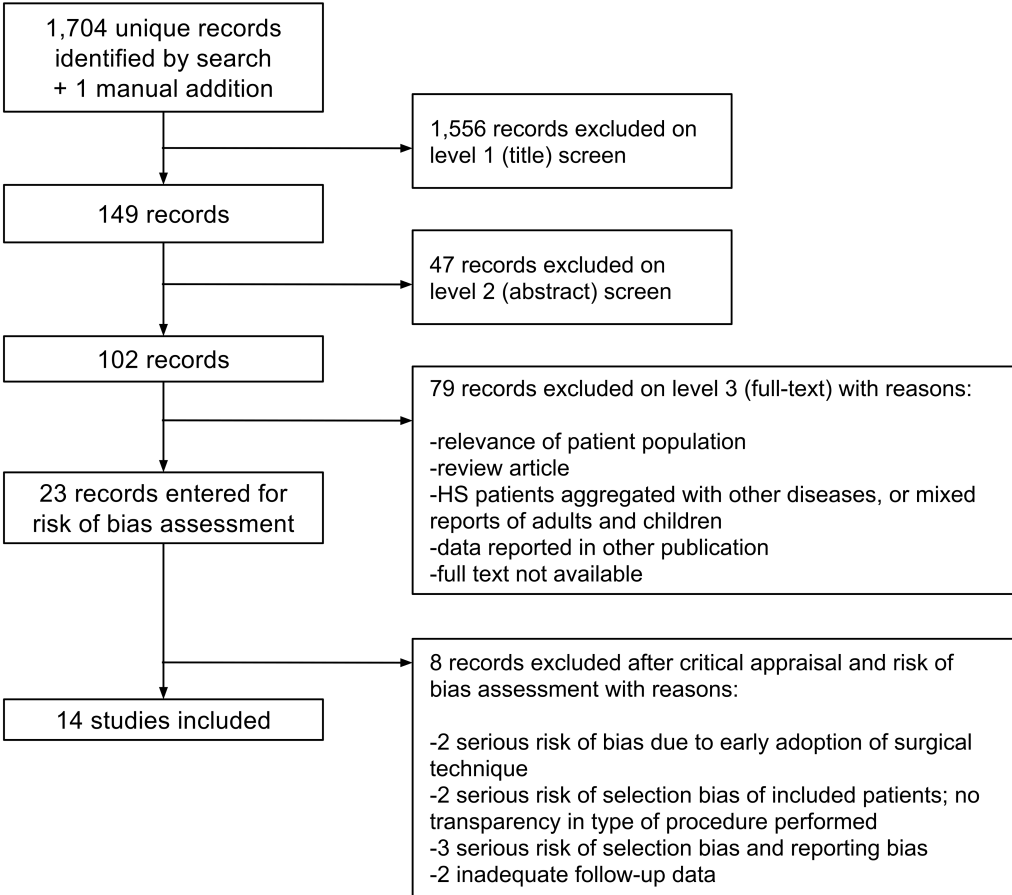 1,704 unique records
identified by search
+ 1 manual addition
1,556 records excluded on
level 1 (title) screen
149 records
47 records excluded on
level 2 (abstract) screen
102 records
79 records excluded on level 3 (full-text) with reasons:
-relevance of patient population
-review article
-HS patients aggregated with other diseases, or mixed
reports of adults and children
-data reported in other publication
-full text not available
23 records entered for
risk of bias assessment
8 records excluded after critical appraisal and risk of
bias assessment with reasons:
-2 serious risk of bias due to early adoption of surgical
technique
-2 serious risk of selection bias of included patients; no
transparency in type of procedure performed
-3 serious risk of selection bias and reporting bias
-2 inadequate follow-up data
14 studies included